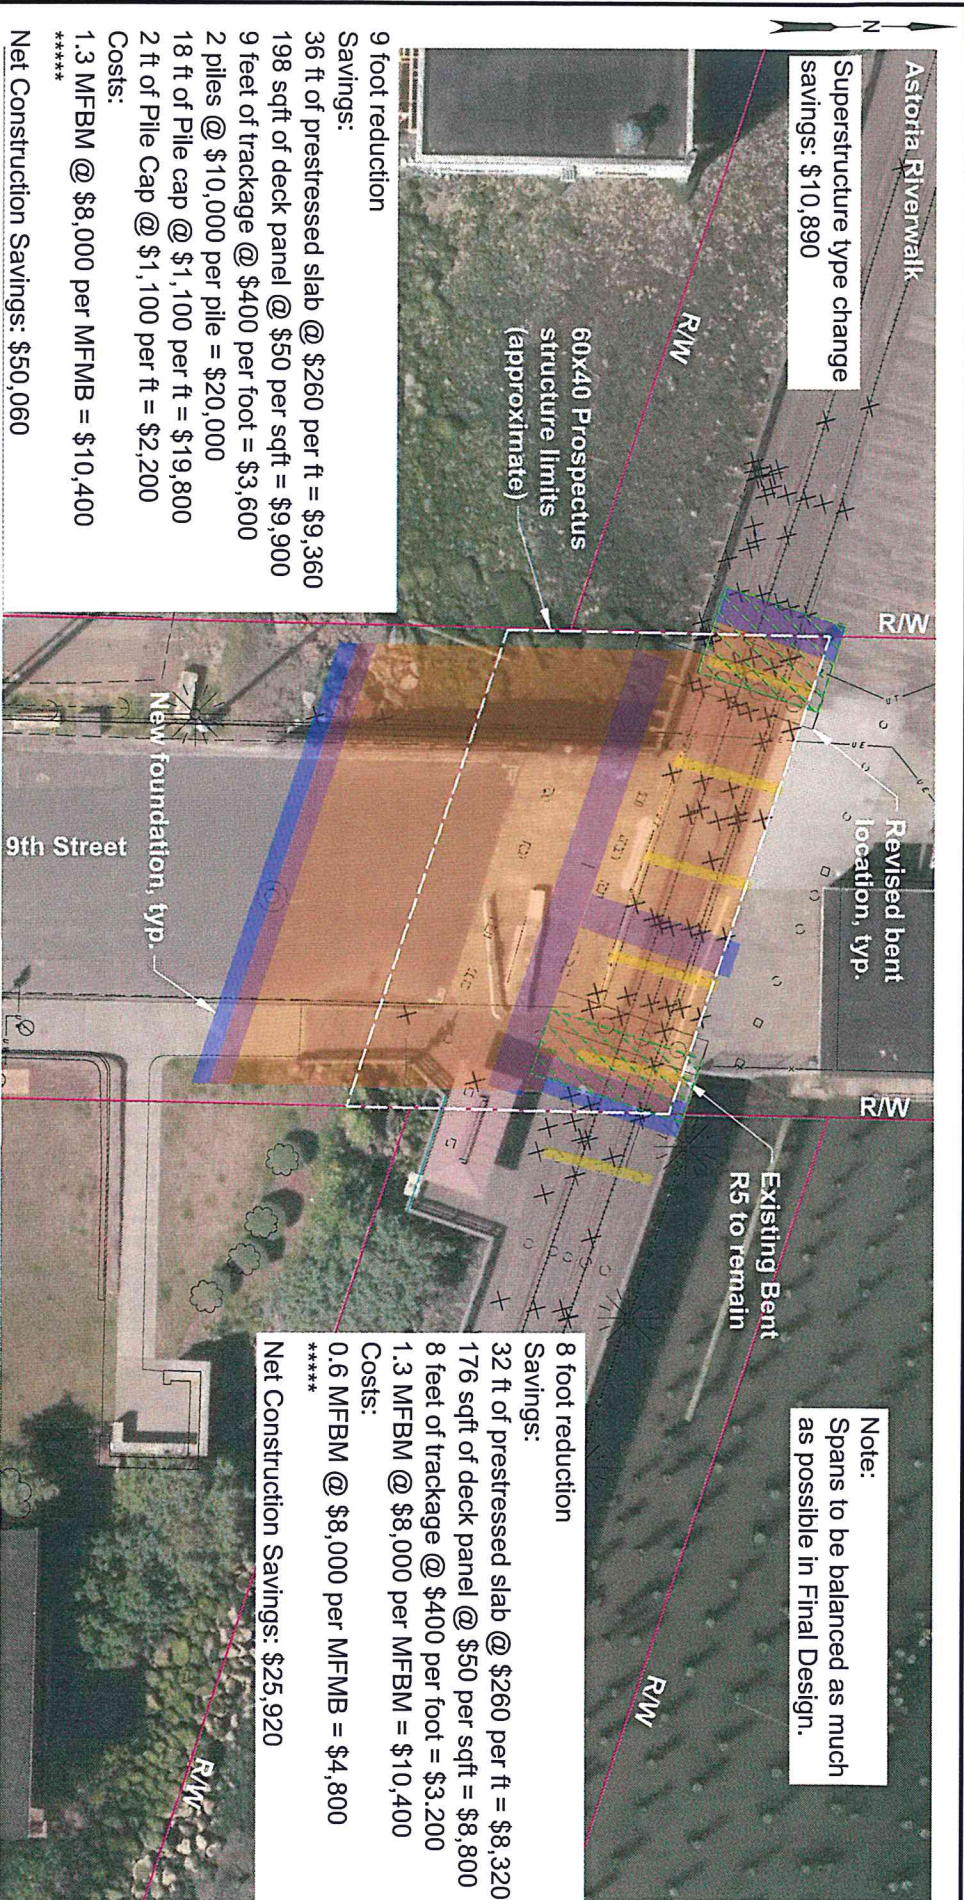 N
Astoria Riverwalk
Superstructure type change
savings: $10,890
9 foot reduction
Savings:
36 ft of prestressed slab @ $260 per ft = $9,360
198 sqft of deck panel @ $50 per sqft = $9,900
9 feet of trackage @ $400 per foot = $3,600
2 piles @ $10,000 per pile = $20,000
18 ft of Pile cap @ $1,100 per ft = $19,800
2 ft of Pile Cap @ $1,100 per ft = $2,200
Costs:
1.3 MFBM @ $8,000 per MFMB = $10,400
*****
Net Construction Savings: $50,060
R/W
60x40 Prospectus
structure limits
(approximate)
R/W
Revised bent
location, typ.
UT
UE
UE
New foundation, typ.
9th Street
R/W
Existing Bent
R5 to remain
Note:
Spans to be balanced as much
as possible in Final Design.
8 foot reduction
Savings:
32 ft of prestressed slab @ $260 per ft = $8,320
176 sqft of deck panel @ $50 per sqft = $8,800
8 feet of trackage @ $400 per foot = $3.200
1.3 MFBM @ $8,000 per MFBM = $10,400
Costs:
0.6 MFBM @ $8,000 per MFMB = $4,800
*****
Net Construction Savings: $25,920
R/W
R/W